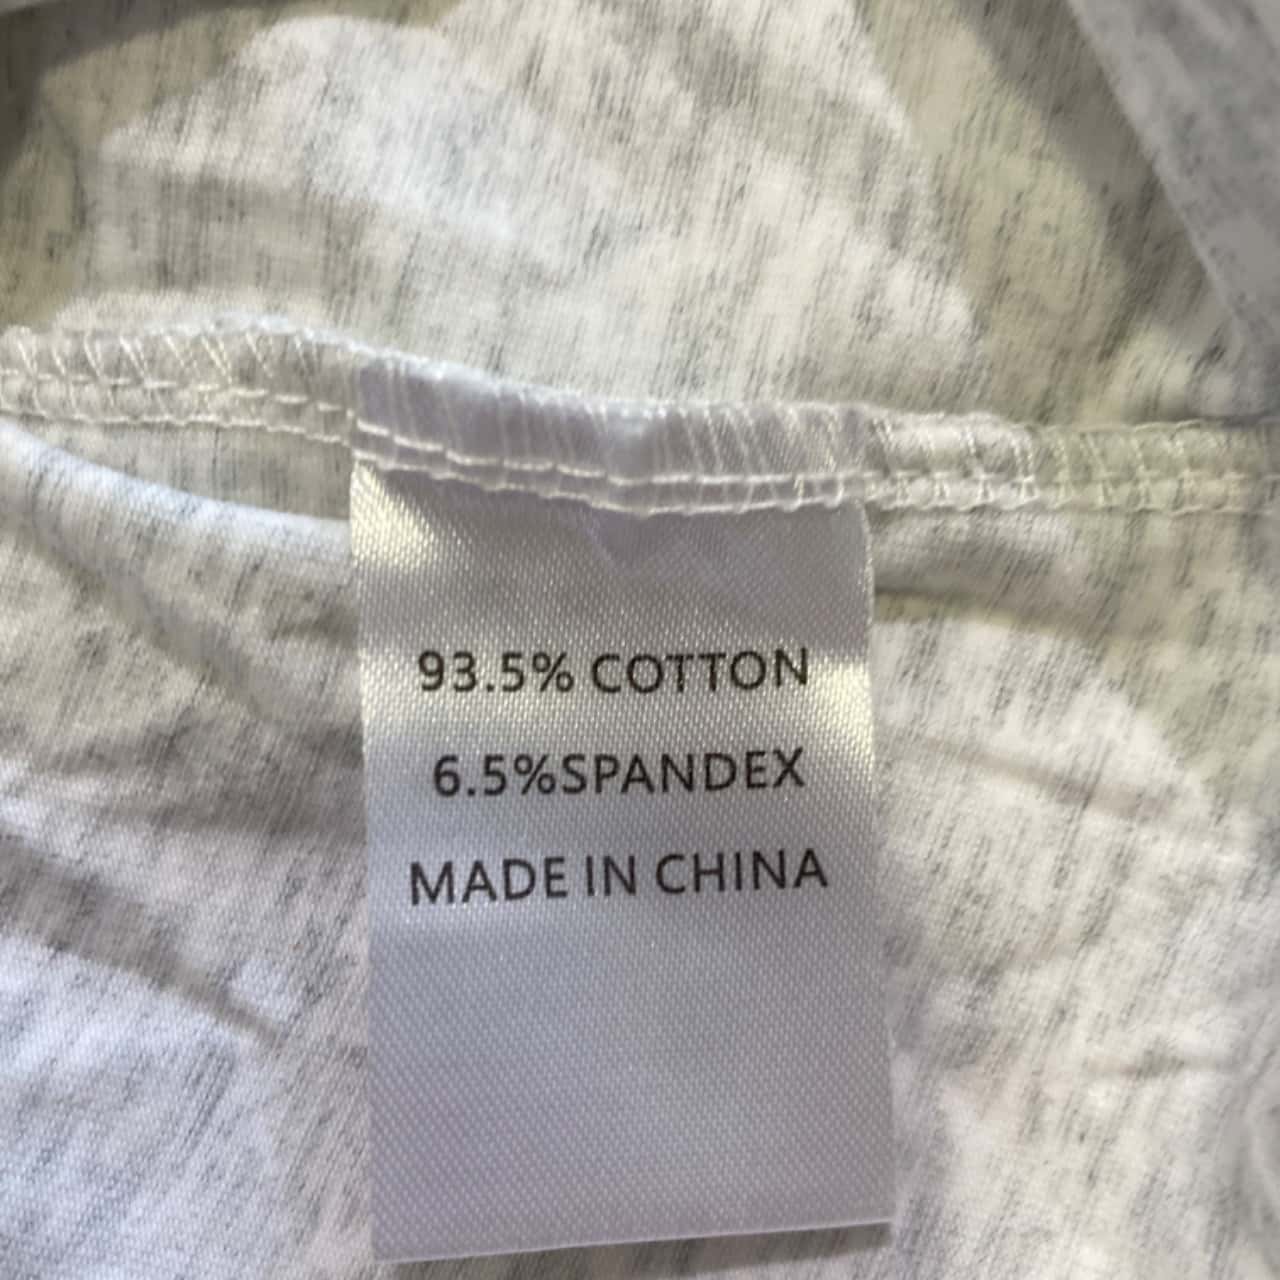 93.5% COTTON
6.5%SPANDEX
MADE IN CHINA